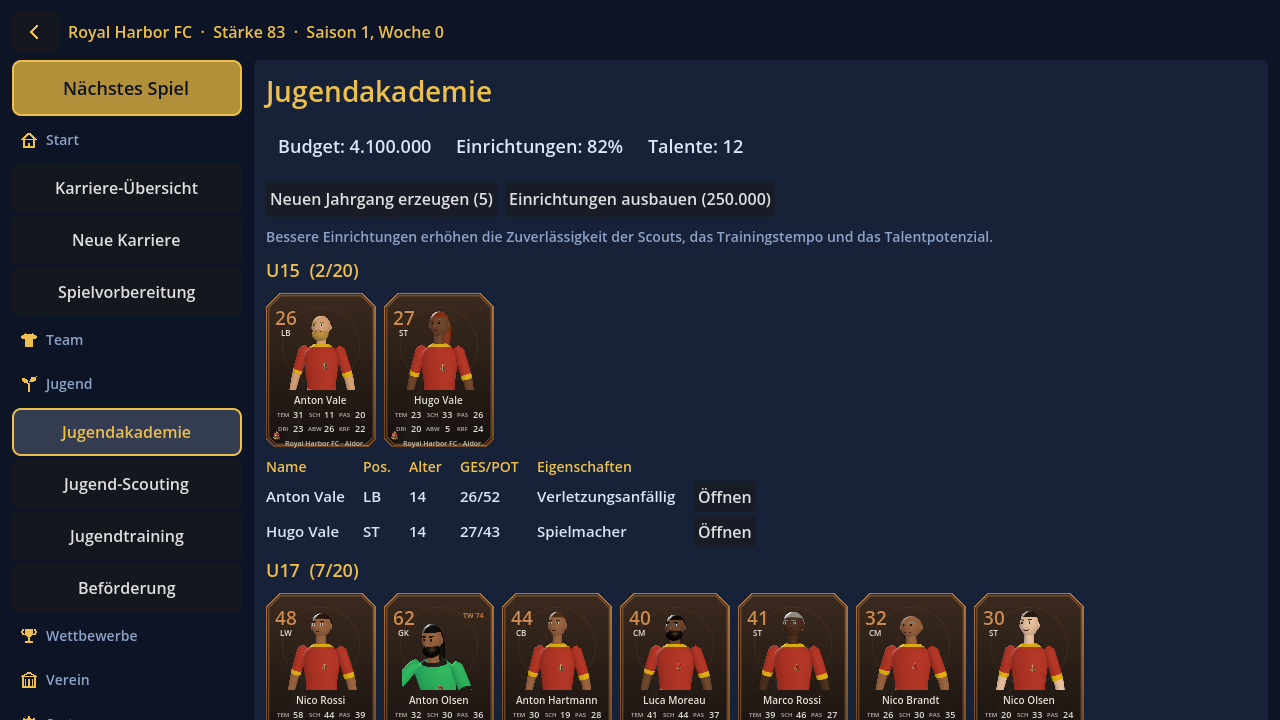 Royal Harbor FC · Stärke 83 · Saison 1, Woche 0
Nächstes Spiel
Start
Karriere-Übersicht
Neue Karriere
Spielvorbereitung
Team
Jugend
Jugendakademie
Jugend-Scouting
Jugendtraining
Beförderung
Wettbewerbe
Verein
Jugendakademie
Budget: 4.100.000 Einrichtungen: 82% Talente: 12
Neuen Jahrgang erzeugen (5) Einrichtungen ausbauen (250.000)
Bessere Einrichtungen erhöhen die Zuverlässigkeit der Scouts, das Trainingstempo und das Talentpotenzial.
U15 (2/20)
26
LB
Anton Vale
TEM 31 SCH 11 PAS 20
DRI 23 ABW 26 KRF 22
Royal Harbor FC · Aldor...
27
ST
Hugo Vale
TEM 23 SCH 33 PAS 26
DRI 20 ABW 5 KRF 24
Royal Harbor FC · Aldor...
Name Pos. Alter GES/POT Eigenschaften
Anton Vale LB 14 26/52 Verletzungsanfällig Öffnen
Hugo Vale ST 14 27/43 Spielmacher Öffnen
U17 (7/20)
48
LW
Nico Rossi
TEM 58 SCH 44 PAS 39
62
GK
TW 74
Anton Olsen
TEM 32 SCH 30 PAS 36
44
CB
Anton Hartmann
TEM 30 SCH 19 PAS 28
40
CM
Luca Moreau
TEM 41 SCH 44 PAS 37
41
ST
Marco Rossi
TEM 39 SCH 46 PAS 27
32
CM
Nico Brandt
TEM 26 SCH 30 PAS 35
30
ST
Nico Olsen
TEM 20 SCH 33 PAS 24